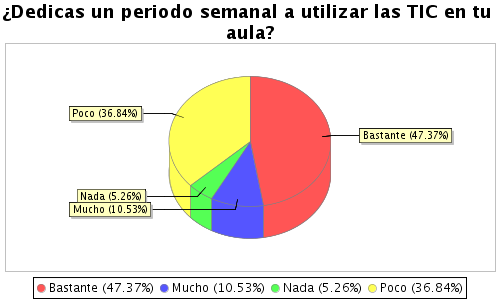 ¿Dedicas un periodo semanal a utilizar las TIC en tu
aula?
Poco (36.84%)
Bastante (47.37%)
Nada (5.26%)
Mucho (10.53%)
Bastante (47.37%) Mucho (10.53%) Nada (5.26%) Poco (36.84%)